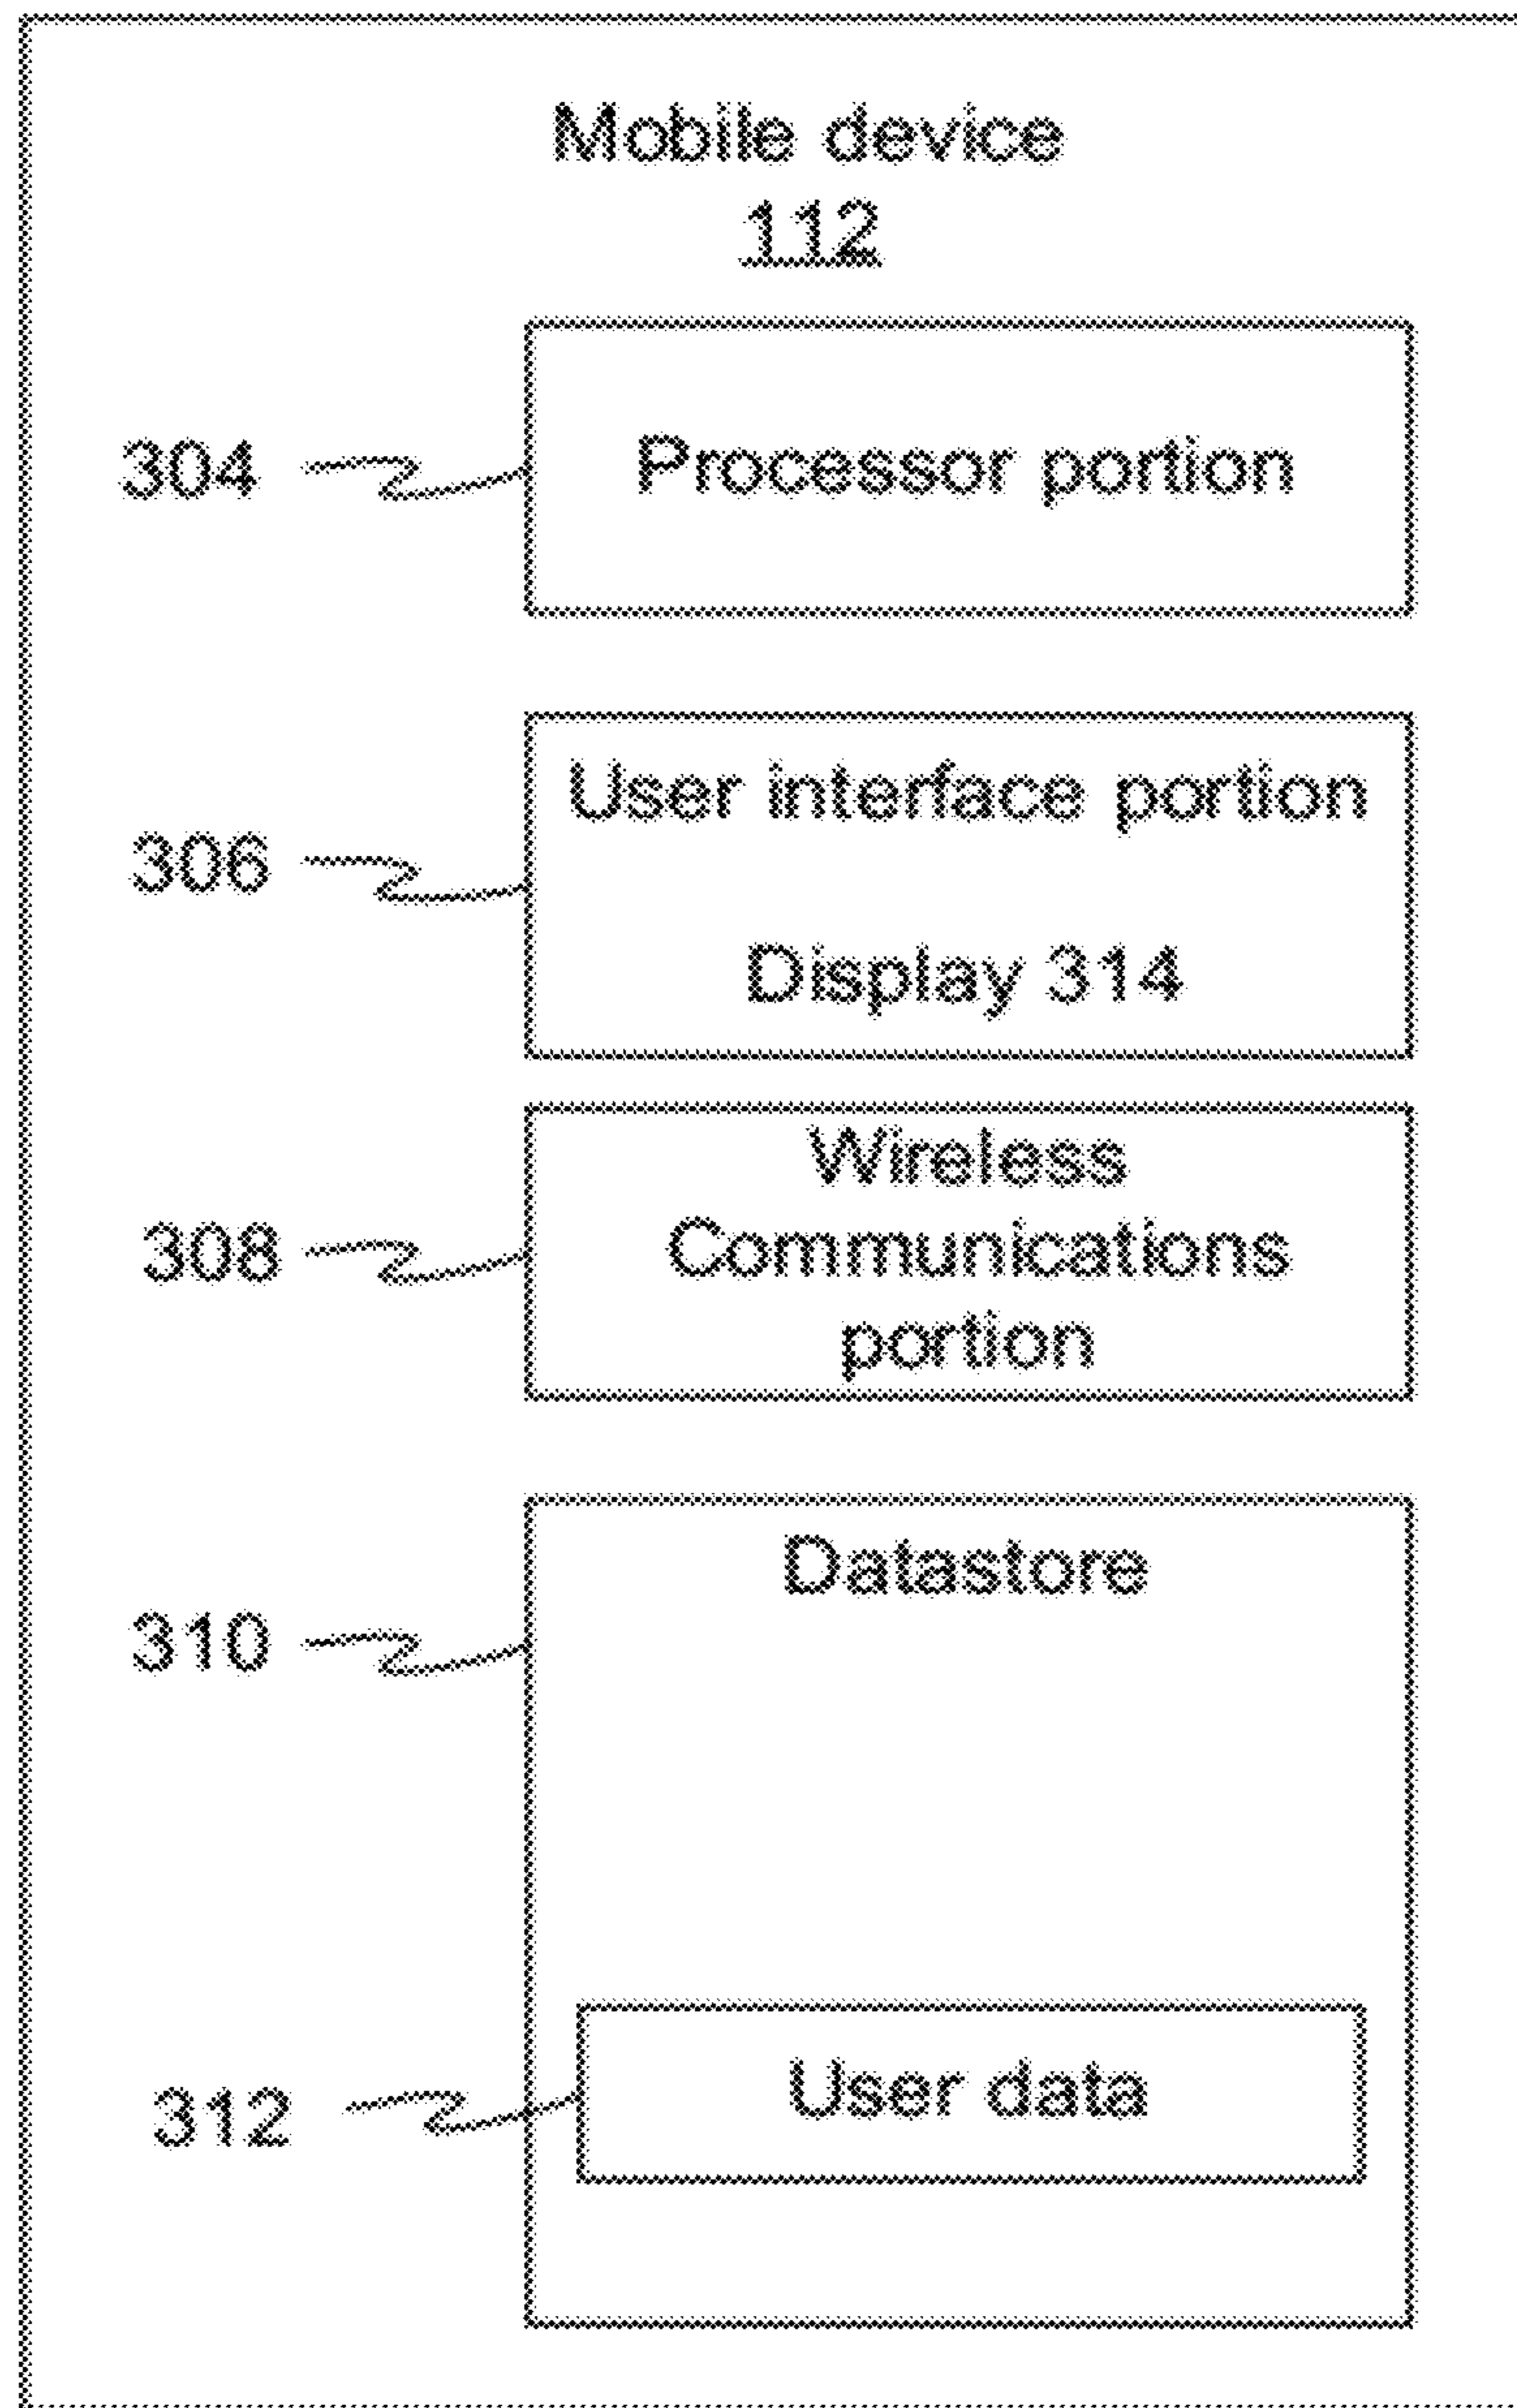 Mobile device
112
304
Processor portion
306
User interface portion
Display 314
308
Wireless
Communications
portion
310
Datastore
312
User data